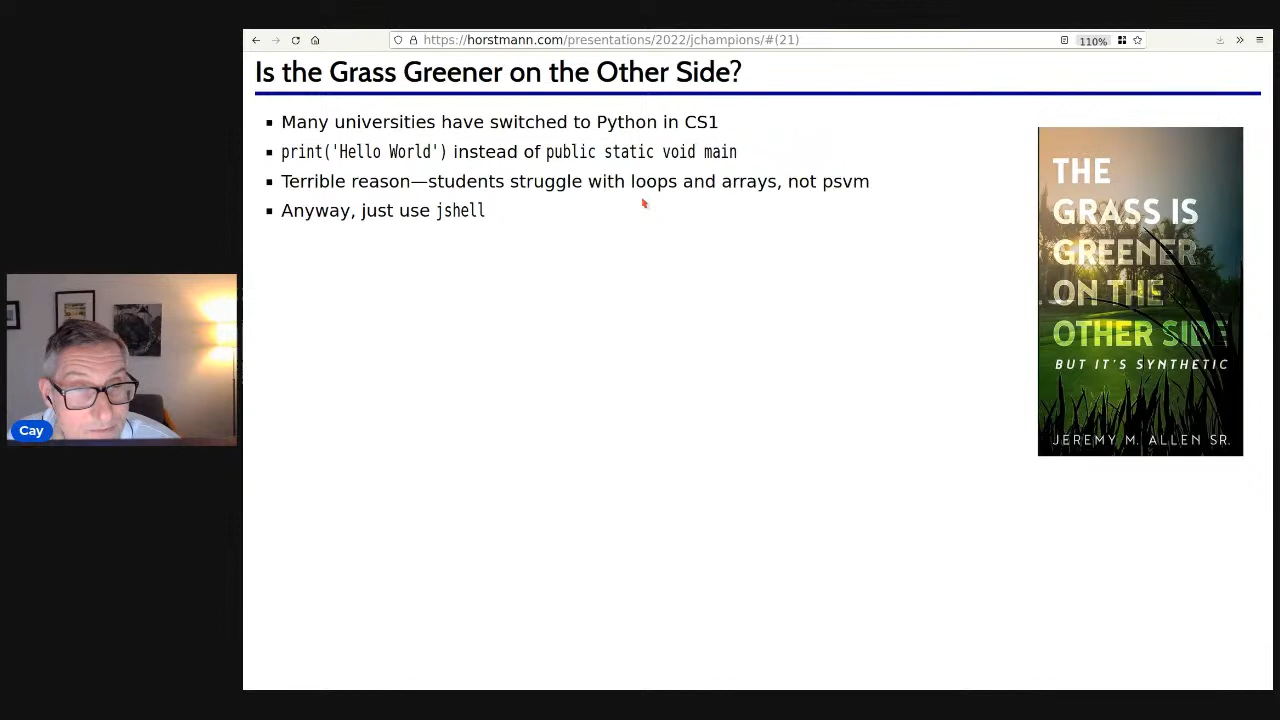 https://horstmann.com/presentations/2022/jchampions/#(21)
110%
Is the Grass Greener on the Other Side?
Many universities have switched to Python in CS1
print('Hello World') instead of public static void main
Terrible reason—students struggle with loops and arrays, not psvm
Anyway, just use jshell
THE
GRASS IS
GREENER
ON THE
OTHER SIDE
BUT IT'S SYNTHETIC
JEREMY M. ALLEN SR.
Cay